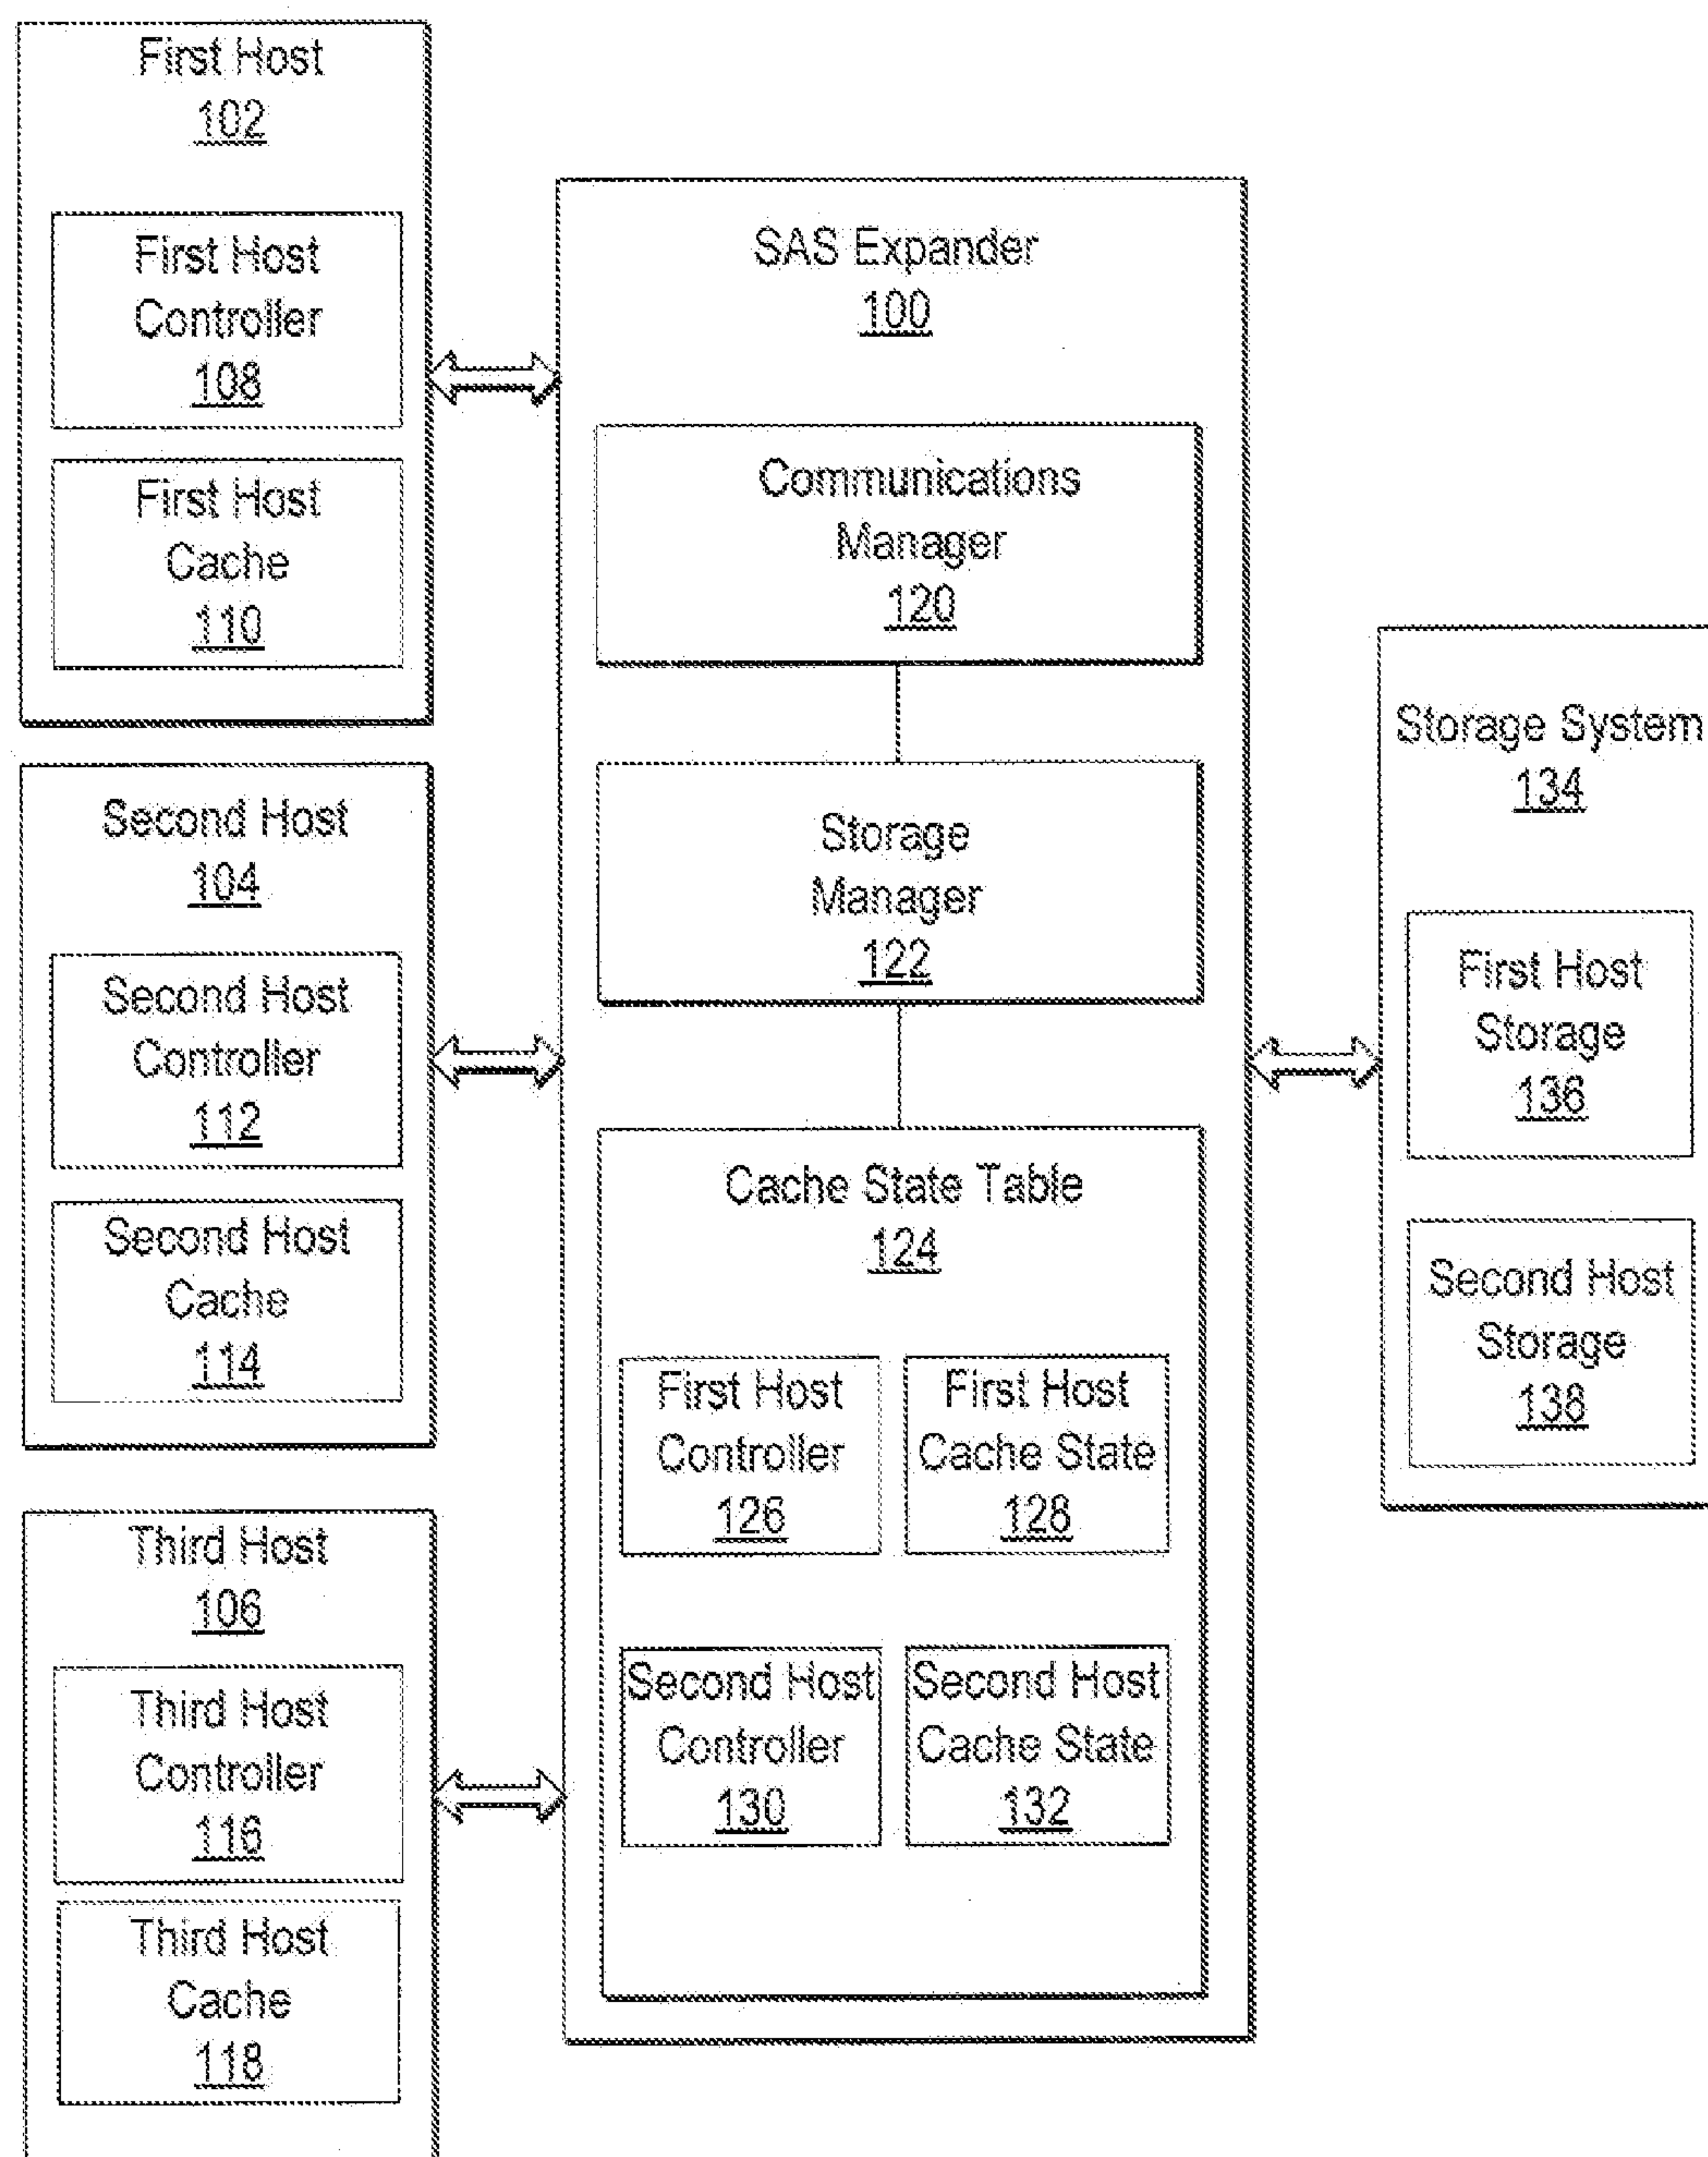 First Host
102
First Host
Controller
108
First Host
Cache
110
Second Host
104
Second Host
Controller
112
Second Host
Cache
114
Third Host
106
Third Host
Controller
116
Third Host
Cache
118
SAS Expander
100
Communications
Manager
120
Storage
Manager
122
Cache State Table
124
First Host
Controller
126
First Host
Cache State
128
Second Host
Controller
130
Second Host
Cache State
132
Storage System
134
First Host
Storage
136
Second Host
Storage
138